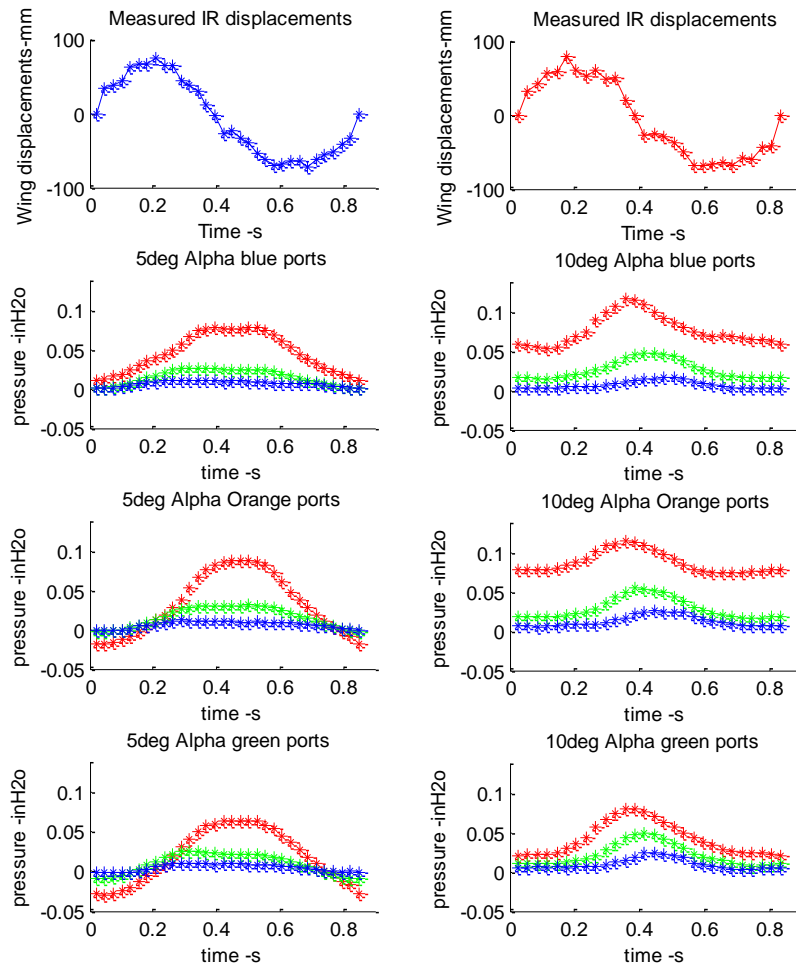 Measured IR displacements
Wing displacements-mm
100
0
-100
0 0.2 0.4 0.6 0.8
Time -s
Measured IR displacements
Wing displacements-mm
100
0
-100
0 0.2 0.4 0.6 0.8
Time -s
5deg Alpha blue ports
pressure -inH2o
0.1
0.05
0
-0.05
0 0.2 0.4 0.6 0.8
time -s
10deg Alpha blue ports
pressure -inH2o
0.1
0.05
0
-0.05
0 0.2 0.4 0.6 0.8
time -s
5deg Alpha Orange ports
pressure -inH2o
0.1
0.05
0
-0.05
0 0.2 0.4 0.6 0.8
time -s
10deg Alpha Orange ports
pressure -inH2o
0.1
0.05
0
-0.05
0 0.2 0.4 0.6 0.8
time -s
5deg Alpha green ports
pressure -inH2o
0.1
0.05
0
-0.05
0 0.2 0.4 0.6 0.8
time -s
10deg Alpha green ports
pressure -inH2o
0.1
0.05
0
-0.05
0 0.2 0.4 0.6 0.8
time -s